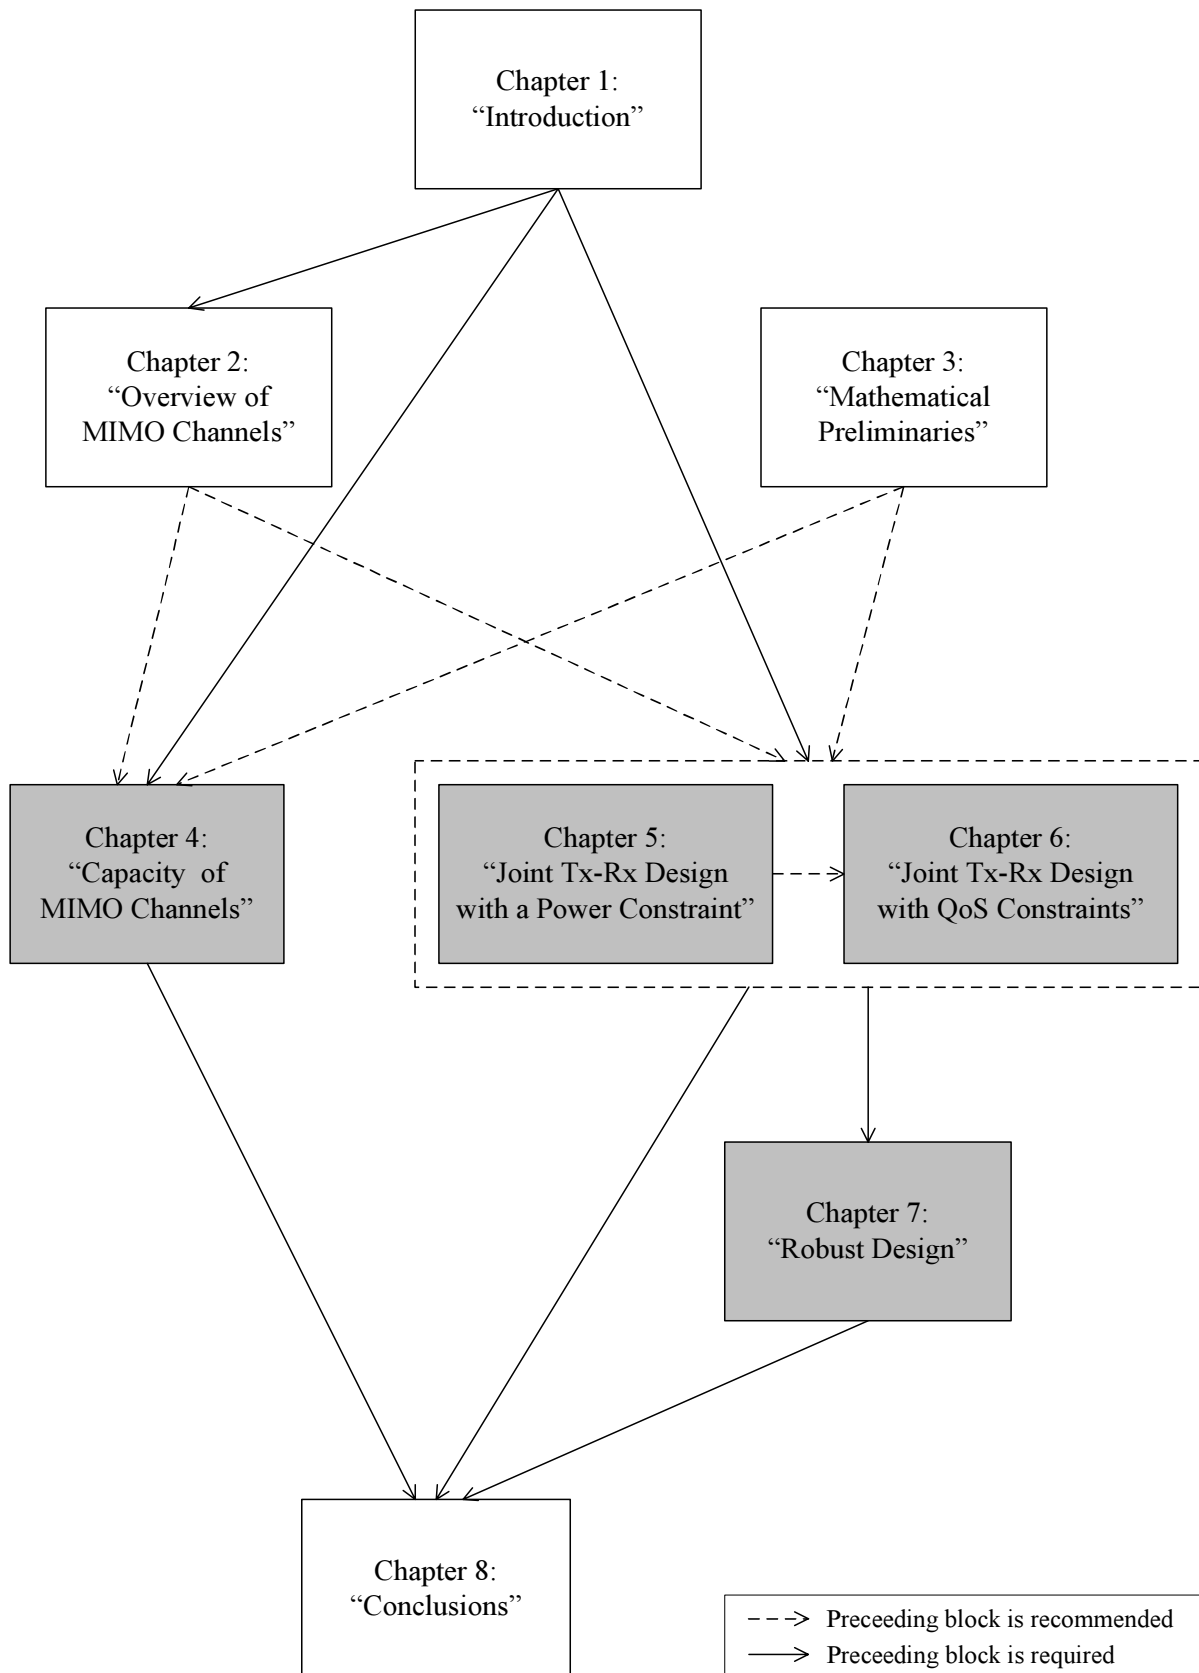 Chapter 1:
“Introduction”
Chapter 2:
“Overview of
MIMO Channels”
Chapter 3:
“Mathematical
Preliminaries”
Chapter 4:
“Capacity of
MIMO Channels”
Chapter 5:
“Joint Tx-Rx Design
with a Power Constraint”
Chapter 6:
“Joint Tx-Rx Design
with QoS Constraints”
Chapter 7:
“Robust Design”
Chapter 8:
“Conclusions”
Preceeding block is recommended
Preceeding block is required